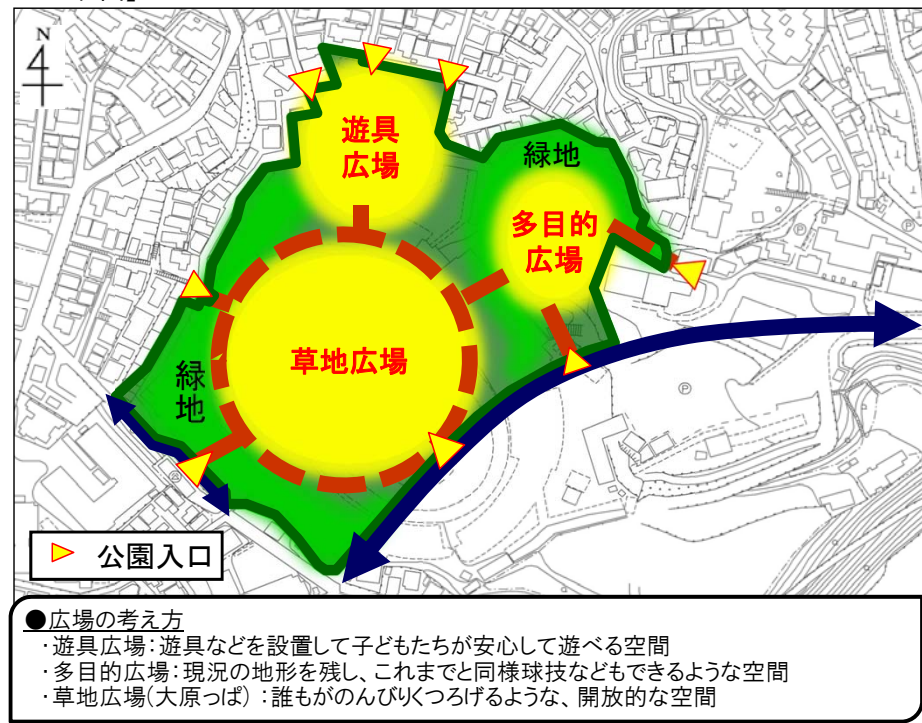 N
遊具
広場
緑地
多目的
広場
草地広場
緑地
公園入口
●広場の考え方
・遊具広場：遊具などを設置して子どもたちが安心して遊べる空間
・多目的広場：現況の地形を残し、これまでと同様球技などもできるような空間
・草地広場(大原っぱ)：誰もがのんびりくつろげるような、開放的な空間